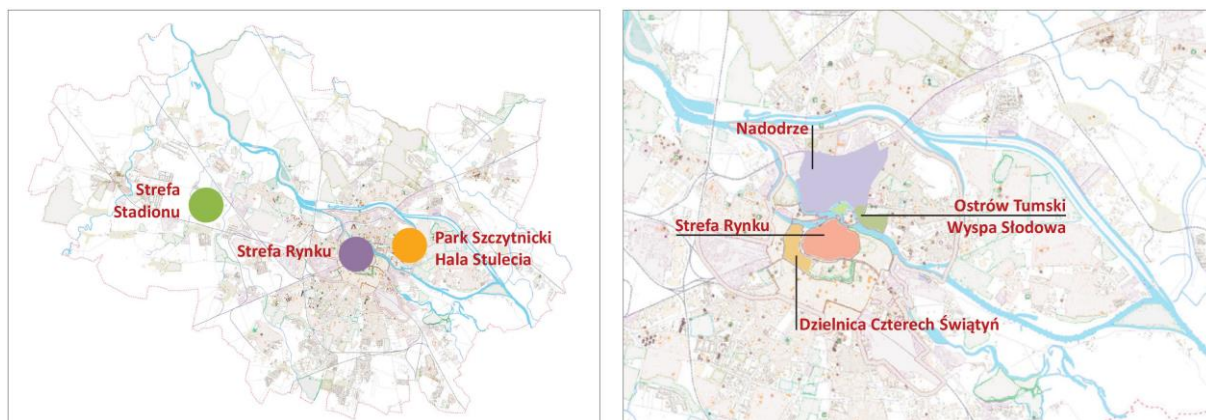 Strefa
Stadionu
Strefa Rynku
Park Szczytnicki
Hala Stulecia
Nadodrze
Strefa Rynku
Ostrów Tumski
Wyspa Słodowa
Dzielnica Czterech Świątyń